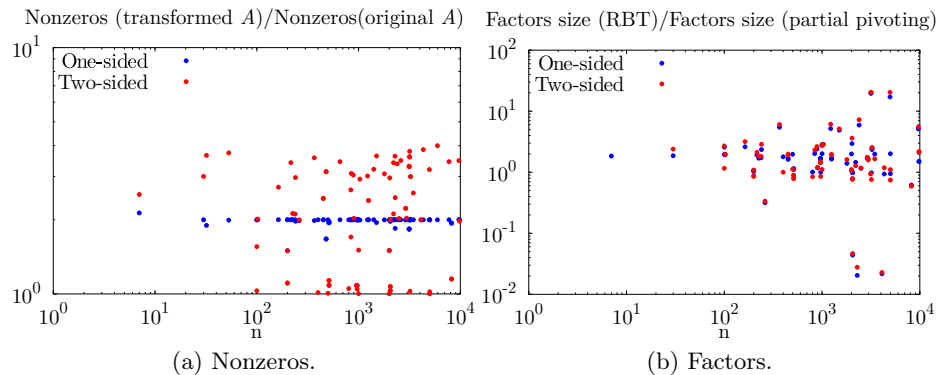 Nonzeros (transformed A)/Nonzeros(original A)
10^1
One-sided
Two-sided
10^0
10^0 10^1 10^2 10^3 10^4
n
(a) Nonzeros.
Factors size (RBT)/Factors size (partial pivoting)
10^2
One-sided
Two-sided
10^1
10^0
10^-1
10^-2
10^0 10^1 10^2 10^3 10^4
n
(b) Factors.